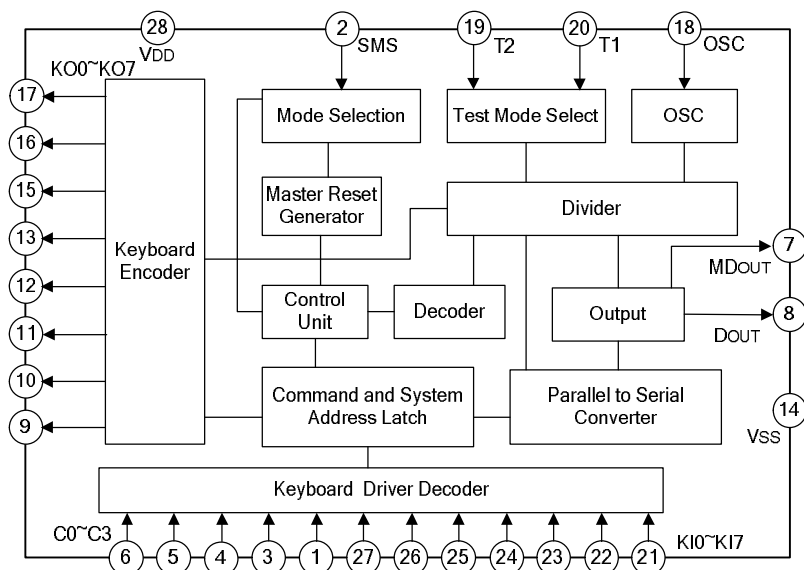 28 2 19 20 18
VDD SMS T2 T1 OSC
KO0~KO7
17
16
15
13
12
11
10
9
Keyboard
Encoder
Mode Selection
Test Mode Select
OSC
Master Reset
Generator
Divider
Control
Unit
Decoder
Output
7
MDOUT
8
DOUT
Command and System
Address Latch
Parallel to Serial
Converter
14
VSS
Keyboard Driver Decoder
C0~C3
KI0~KI7
6 5 4 3 1 27 26 25 24 23 22 21